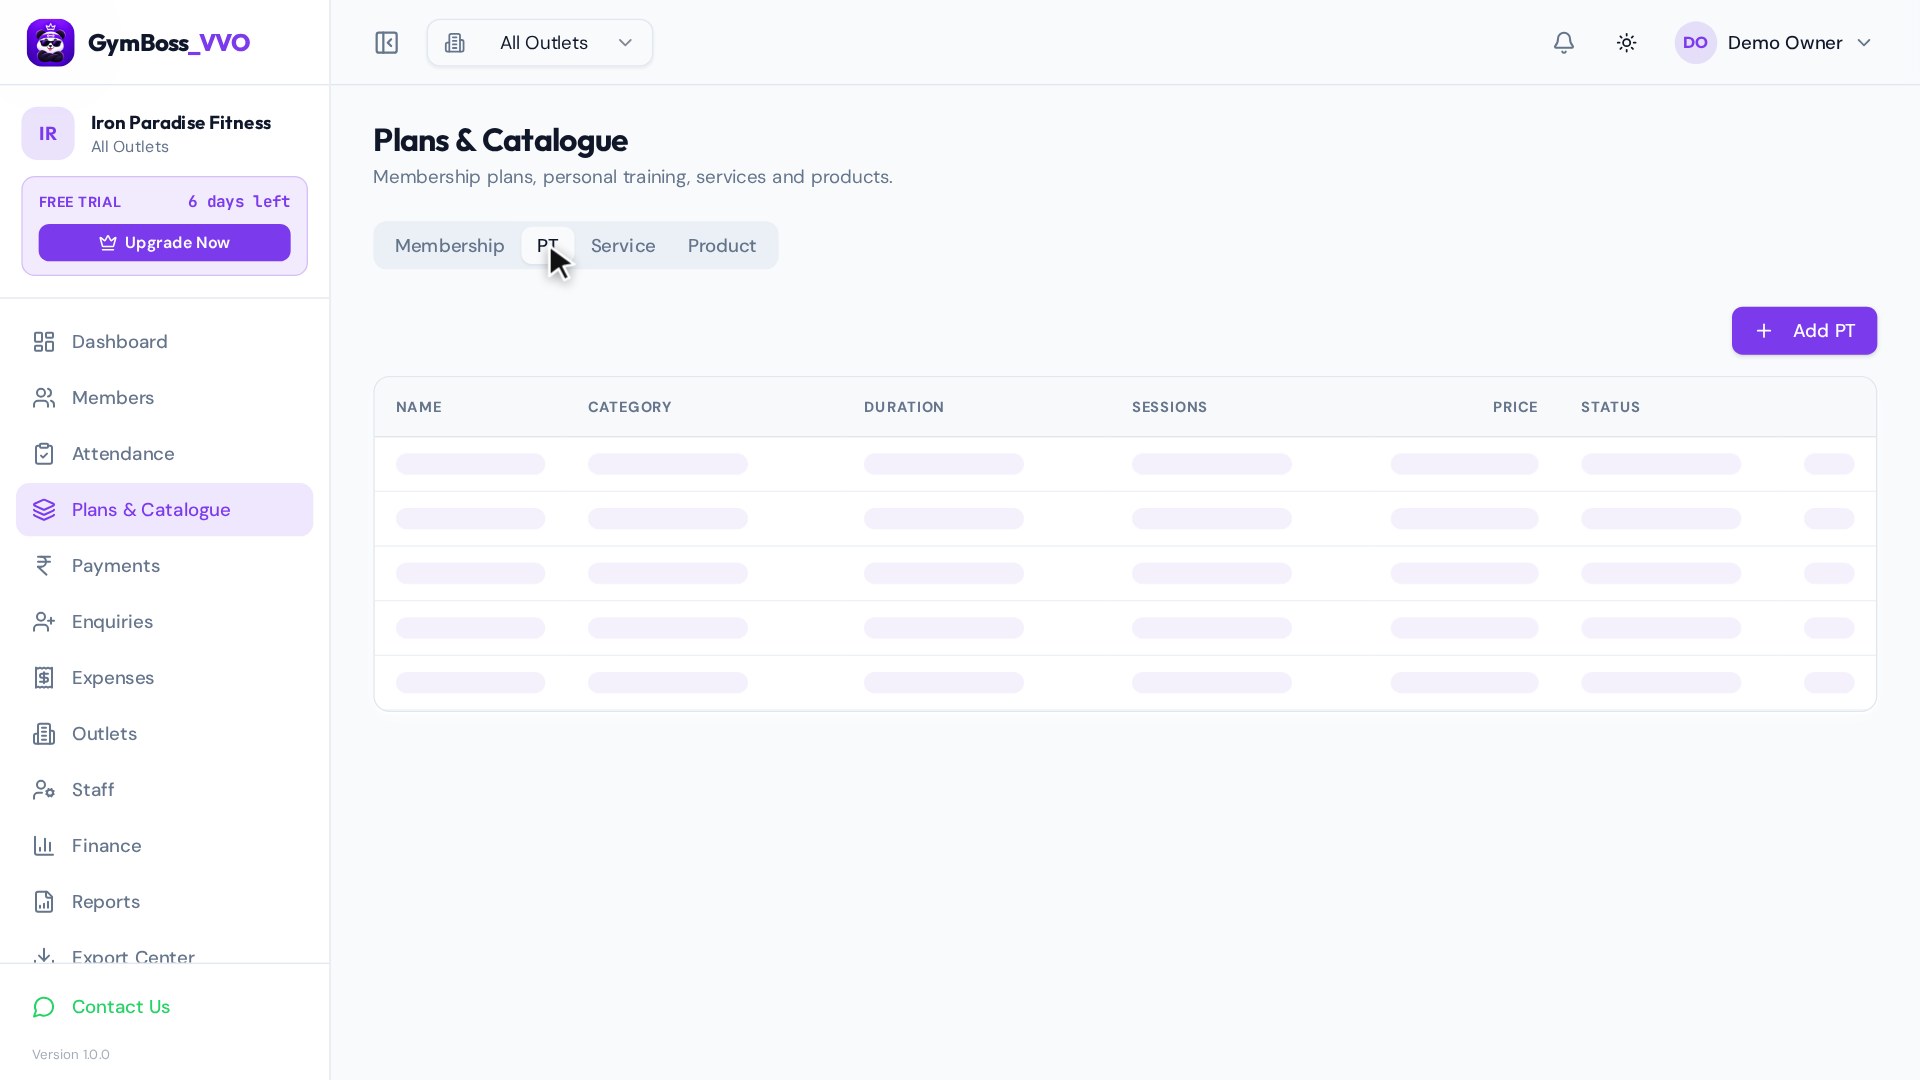 GymBoss_VVO
All Outlets
DO
Demo Owner
IR
Iron Paradise Fitness
All Outlets
FREE TRIAL
6 days left
Upgrade Now
Dashboard
Members
Attendance
Plans & Catalogue
Payments
Enquiries
Expenses
Outlets
Staff
Finance
Reports
Export Center
Contact Us
Version 1.0.0
Plans & Catalogue
Membership plans, personal training, services and products.
Membership PT Service Product
Add PT
NAME CATEGORY DURATION SESSIONS PRICE STATUS